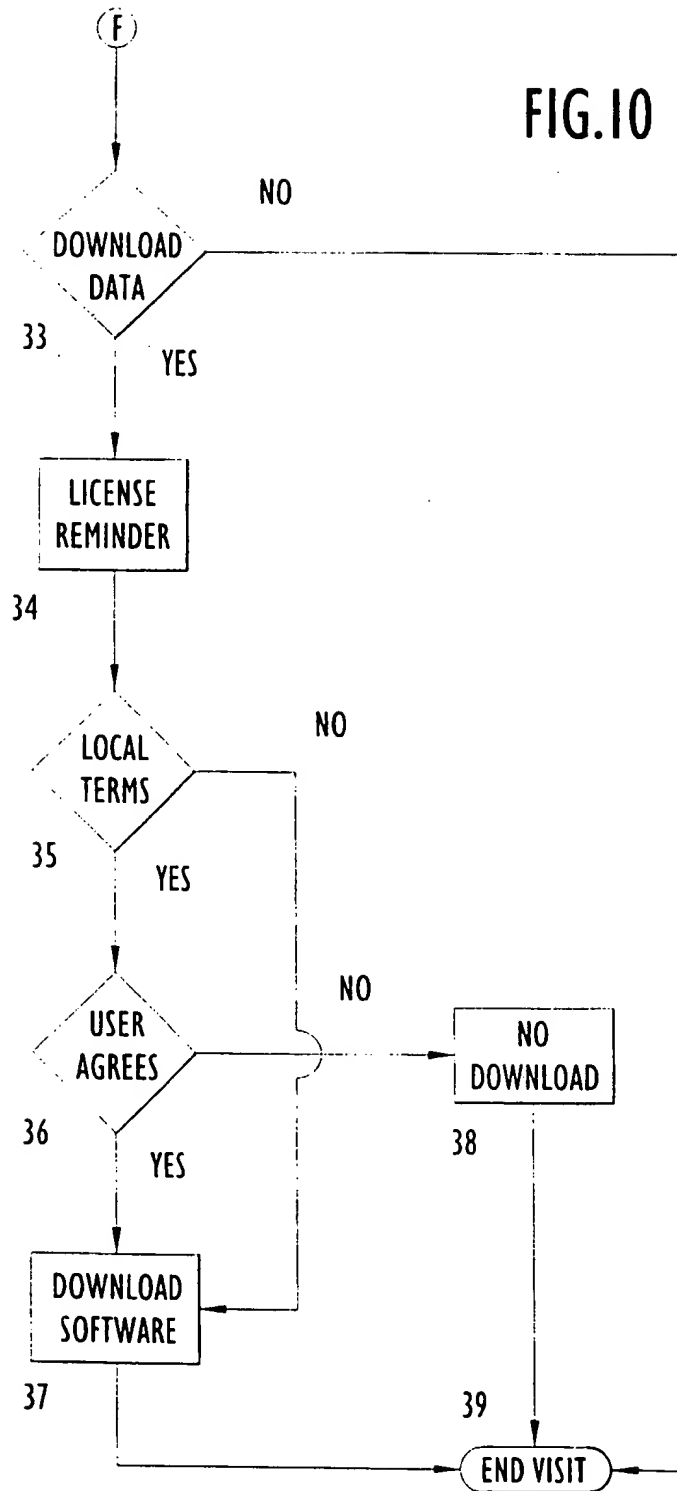 F
FIG.10
NO
DOWNLOAD
DATA
33
YES
LICENSE
REMINDER
34
NO
LOCAL
TERMS
35
YES
NO
USER
AGREES
NO
DOWNLOAD
36
38
YES
DOWNLOAD
SOFTWARE
37
39
END VISIT